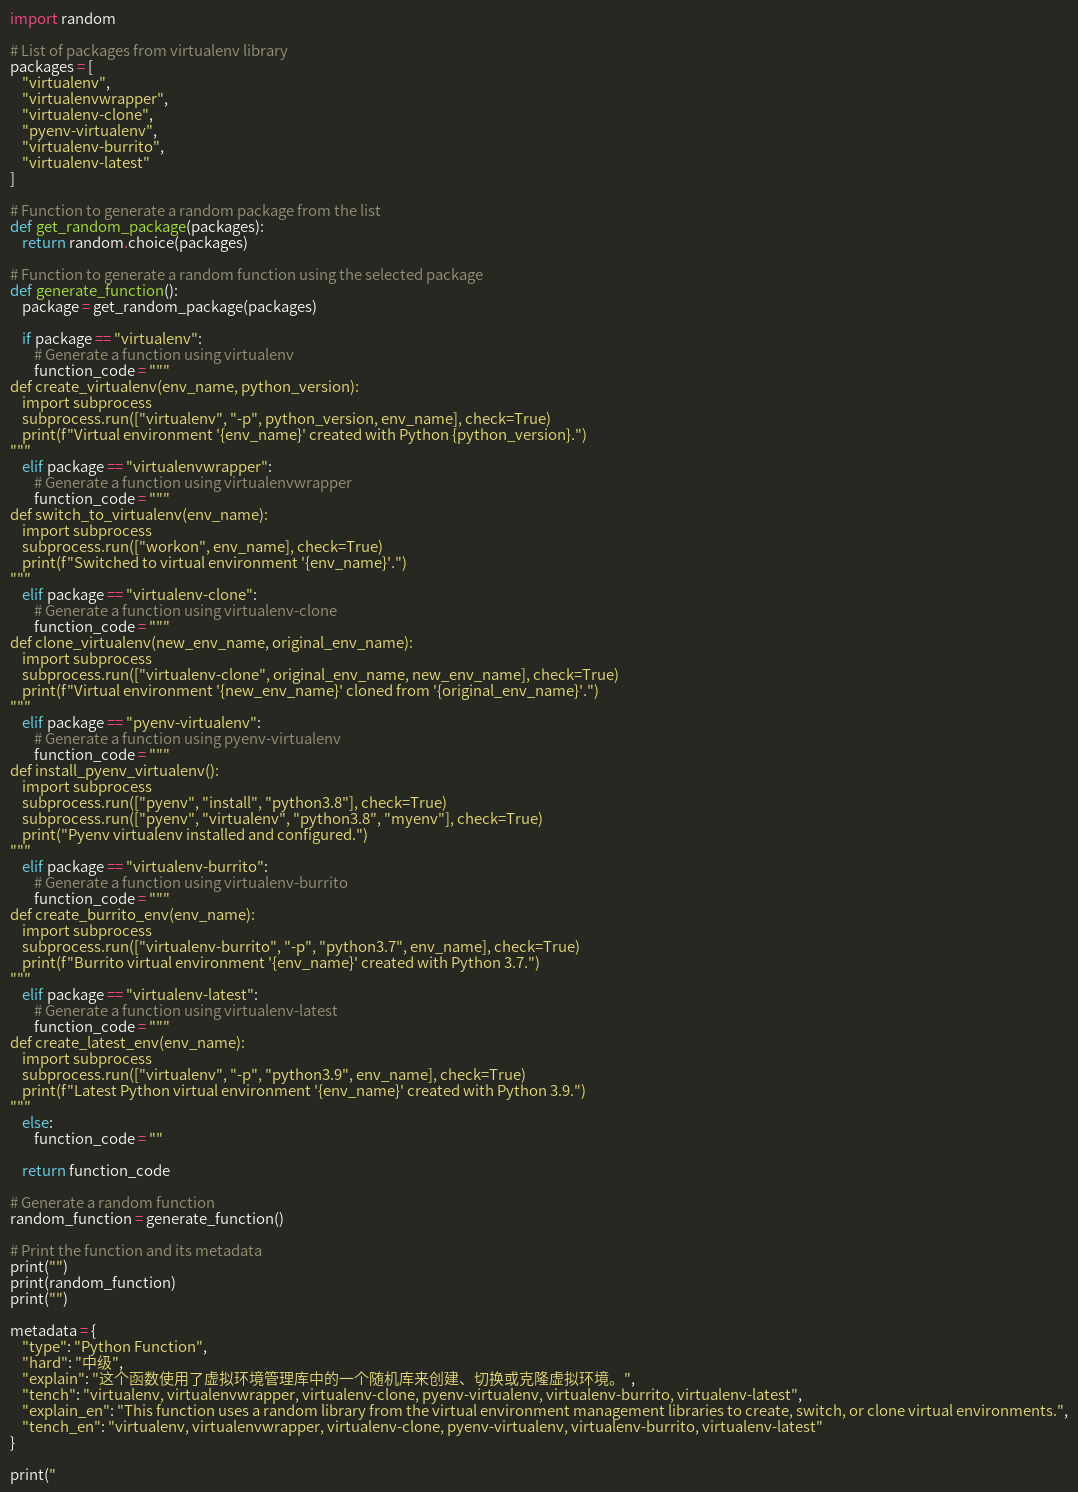 import random

# List of packages from virtualenv library
packages = [
    "virtualenv",
    "virtualenvwrapper",
    "virtualenv-clone",
    "pyenv-virtualenv",
    "virtualenv-burrito",
    "virtualenv-latest"
]

# Function to generate a random package from the list
def get_random_package(packages):
    return random.choice(packages)

# Function to generate a random function using the selected package
def generate_function():
    package = get_random_package(packages)

    if package == "virtualenv":
        # Generate a function using virtualenv
        function_code = """
def create_virtualenv(env_name, python_version):
    import subprocess
    subprocess.run(["virtualenv", "-p", python_version, env_name], check=True)
    print(f"Virtual environment '{env_name}' created with Python {python_version}.")
"""
    elif package == "virtualenvwrapper":
        # Generate a function using virtualenvwrapper
        function_code = """
def switch_to_virtualenv(env_name):
    import subprocess
    subprocess.run(["workon", env_name], check=True)
    print(f"Switched to virtual environment '{env_name}'.")
"""
    elif package == "virtualenv-clone":
        # Generate a function using virtualenv-clone
        function_code = """
def clone_virtualenv(new_env_name, original_env_name):
    import subprocess
    subprocess.run(["virtualenv-clone", original_env_name, new_env_name], check=True)
    print(f"Virtual environment '{new_env_name}' cloned from '{original_env_name}'.")
"""
    elif package == "pyenv-virtualenv":
        # Generate a function using pyenv-virtualenv
        function_code = """
def install_pyenv_virtualenv():
    import subprocess
    subprocess.run(["pyenv", "install", "python3.8"], check=True)
    subprocess.run(["pyenv", "virtualenv", "python3.8", "myenv"], check=True)
    print("Pyenv virtualenv installed and configured.")
"""
    elif package == "virtualenv-burrito":
        # Generate a function using virtualenv-burrito
        function_code = """
def create_burrito_env(env_name):
    import subprocess
    subprocess.run(["virtualenv-burrito", "-p", "python3.7", env_name], check=True)
    print(f"Burrito virtual environment '{env_name}' created with Python 3.7.")
"""
    elif package == "virtualenv-latest":
        # Generate a function using virtualenv-latest
        function_code = """
def create_latest_env(env_name):
    import subprocess
    subprocess.run(["virtualenv", "-p", "python3.9", env_name], check=True)
    print(f"Latest Python virtual environment '{env_name}' created with Python 3.9.")
"""
    else:
        function_code = ""

    return function_code

# Generate a random function
random_function = generate_function()

# Print the function and its metadata
print("")
print(random_function)
print("")

metadata = {
    "type": "Python Function",
    "hard": "中级",
    "explain": "这个函数使用了虚拟环境管理库中的一个随机库来创建、切换或克隆虚拟环境。",
    "tench": "virtualenv, virtualenvwrapper, virtualenv-clone, pyenv-virtualenv, virtualenv-burrito, virtualenv-latest",
    "explain_en": "This function uses a random library from the virtual environment management libraries to create, switch, or clone virtual environments.",
    "tench_en": "virtualenv, virtualenvwrapper, virtualenv-clone, pyenv-virtualenv, virtualenv-burrito, virtualenv-latest"
}

print("